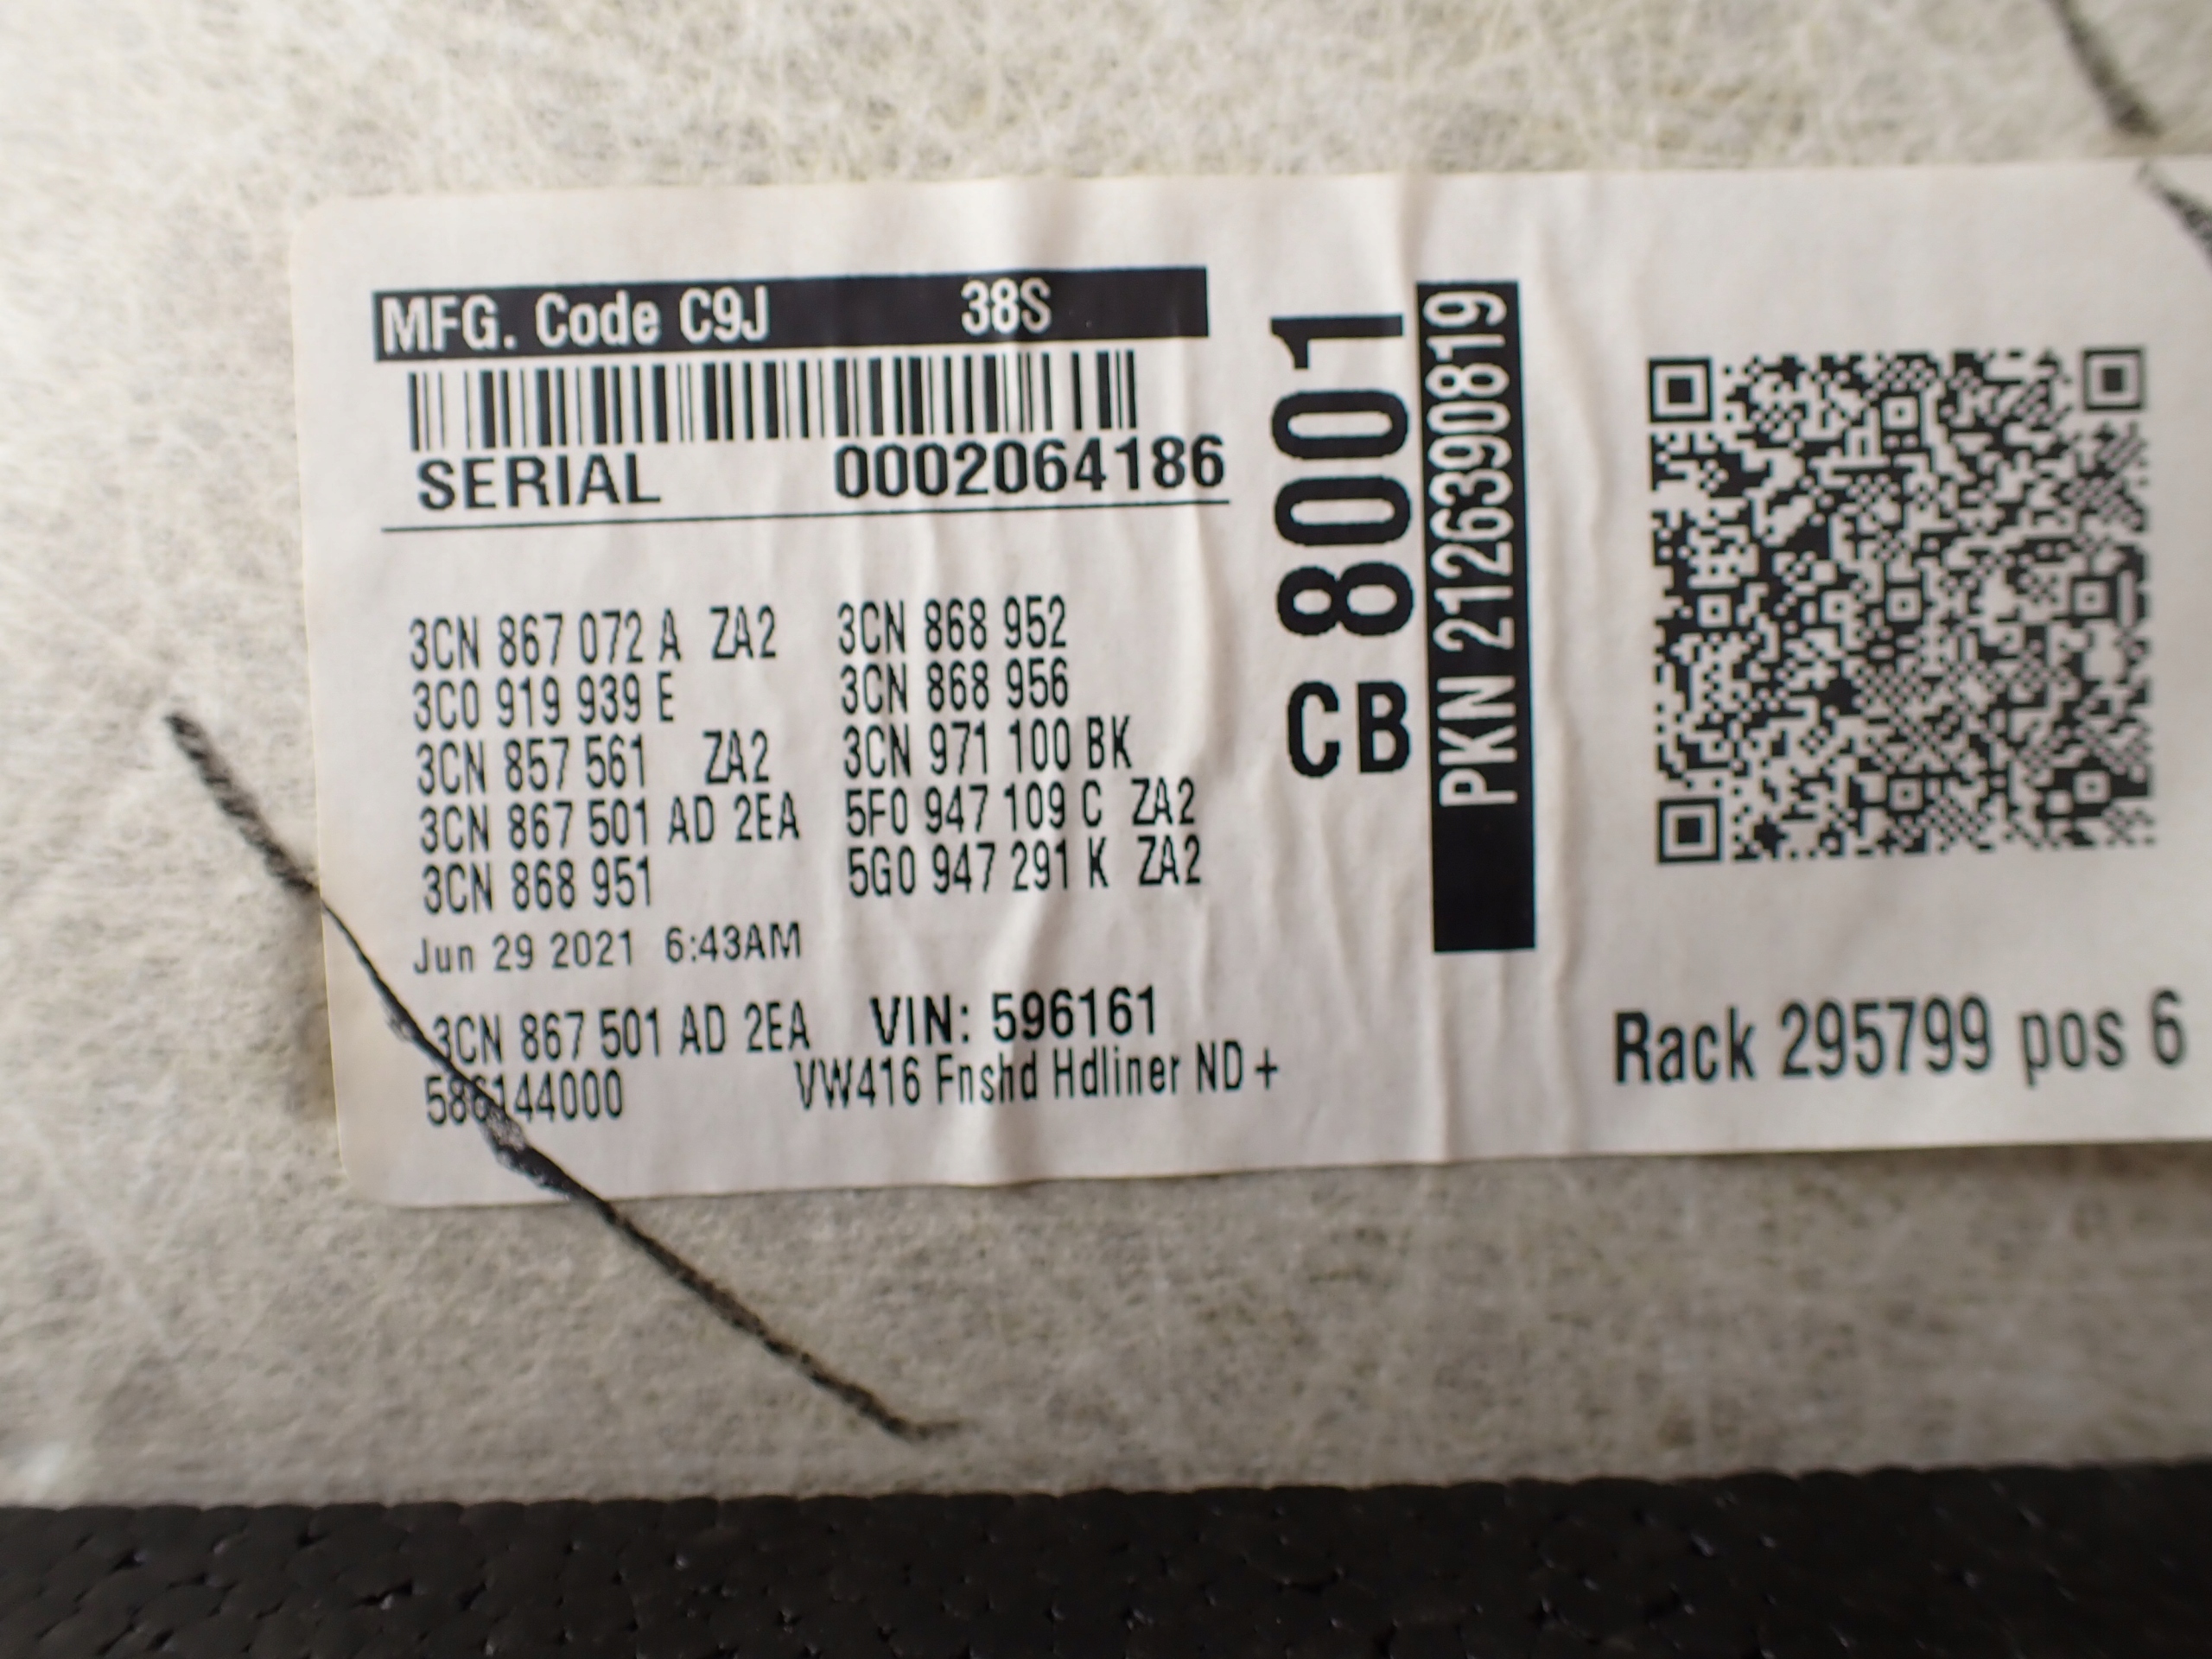 MFG. Code C9J 38S
SERIAL 0002064186
3CN 867 072 A ZA2 3CN 868 952
3C0 919 939 E 3CN 868 956
3CN 857 561 ZA2 3CN 971 100 BK
3CN 867 501 AD 2EA 5F0 947 109 C ZA2
3CN 868 951 5G0 947 291 K ZA2
Jun 29 2021 6:43AM
3CN 867 501 AD 2EA VIN: 596161
586144000 VW416 Fnshd Hdliner ND +
CB 8001
PKN 21263990819
Rack 295799 pos 6